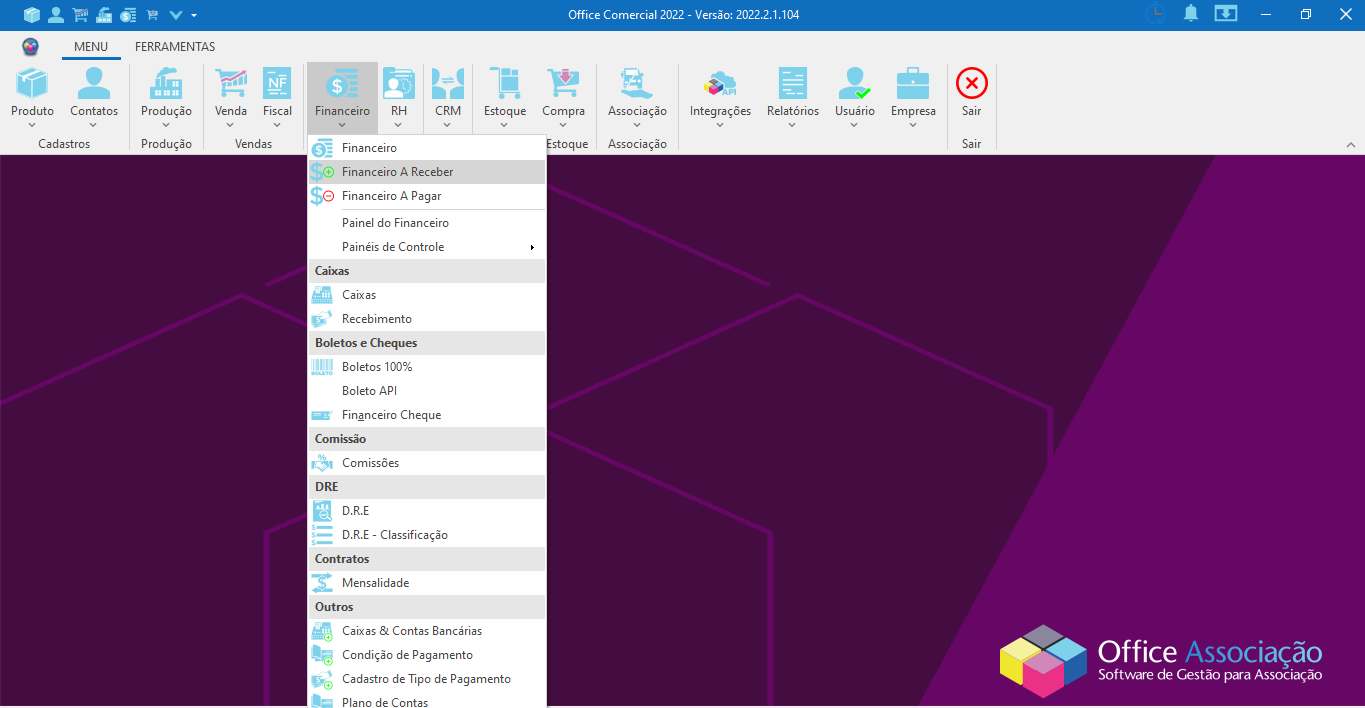 Office Comercial 2022 - Versão: 2022.2.1.104
MENU FERRAMENTAS
Produto Contatos Produção Venda NF Fiscal Financeiro RH CRM Estoque Compra Associação API Integrações Relatórios Usuário Empresa Sair
Cadastros Produção Vendas Estoque Associação Sair
Financeiro
Financeiro A Receber
Financeiro A Pagar
Painel do Financeiro
Painéis de Controle
Caixas
Caixas
Recebimento
Boletos e Cheques
BOLETO Boletos 100%
Boleto API
Financeiro Cheque
Comissão
Comissões
DRE
D.R.E
D.R.E - Classificação
Contratos
Mensalidade
Outros
Caixas & Contas Bancárias
Condição de Pagamento
Cadastro de Tipo de Pagamento
Plano de Contas
Office Associação
Software de Gestão para Associação